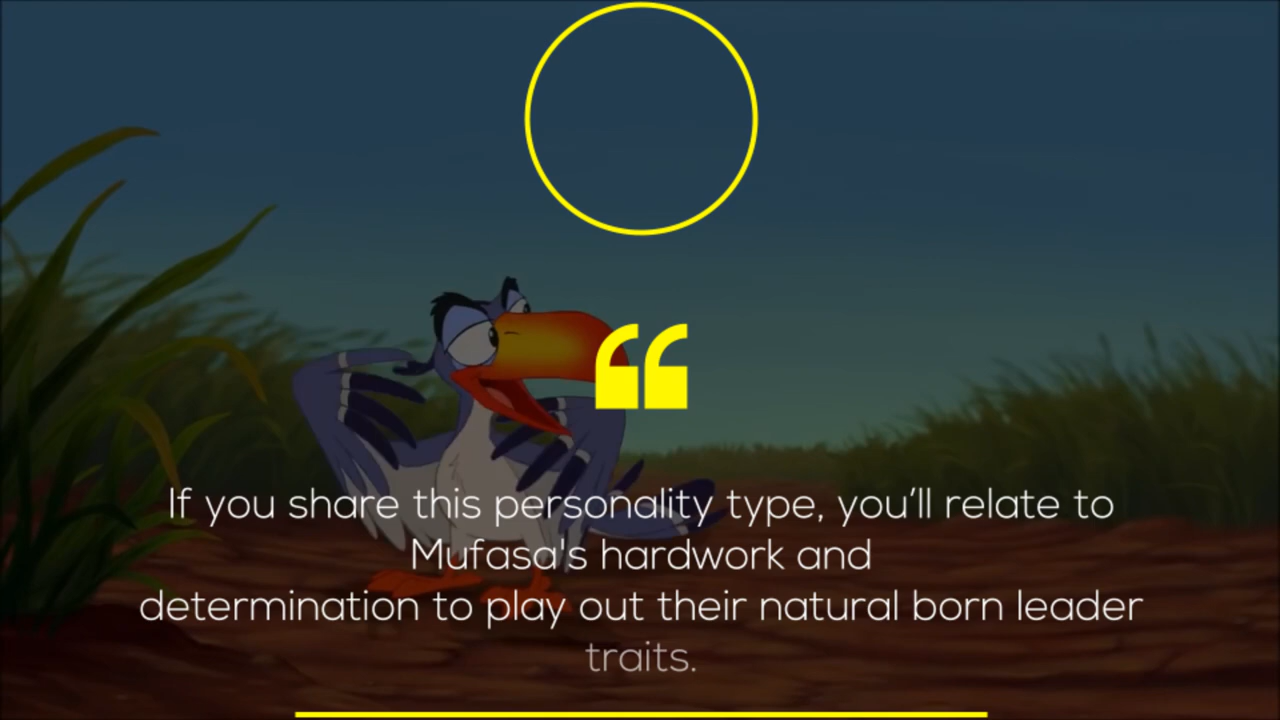 If you share this personality type, you’ll relate to
Mufasa's hardwork and
determination to play out their natural born leader
traits.